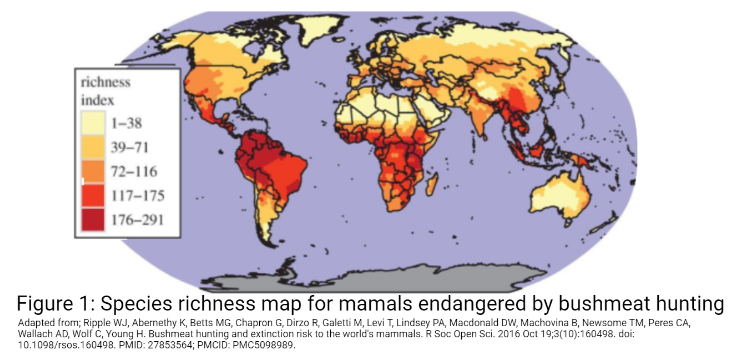 richness
index
1–38
39–71
72–116
117–175
176–291
Figure 1: Species richness map for mamals endangered by bushmeat hunting
Adapted from; Ripple WJ, Abernethy K, Betts MG, Chapron G, Dirzo R, Galetti M, Levi T, Lindsey PA, Macdonald DW, Machovina B, Newsome TM, Peres CA,
Wallach AD, Wolf C, Young H. Bushmeat hunting and extinction risk to the world's mammals. R Soc Open Sci. 2016 Oct 19;3(10):160498. doi:
10.1098/rsos.160498. PMID: 27853564; PMCID: PMC5098989.